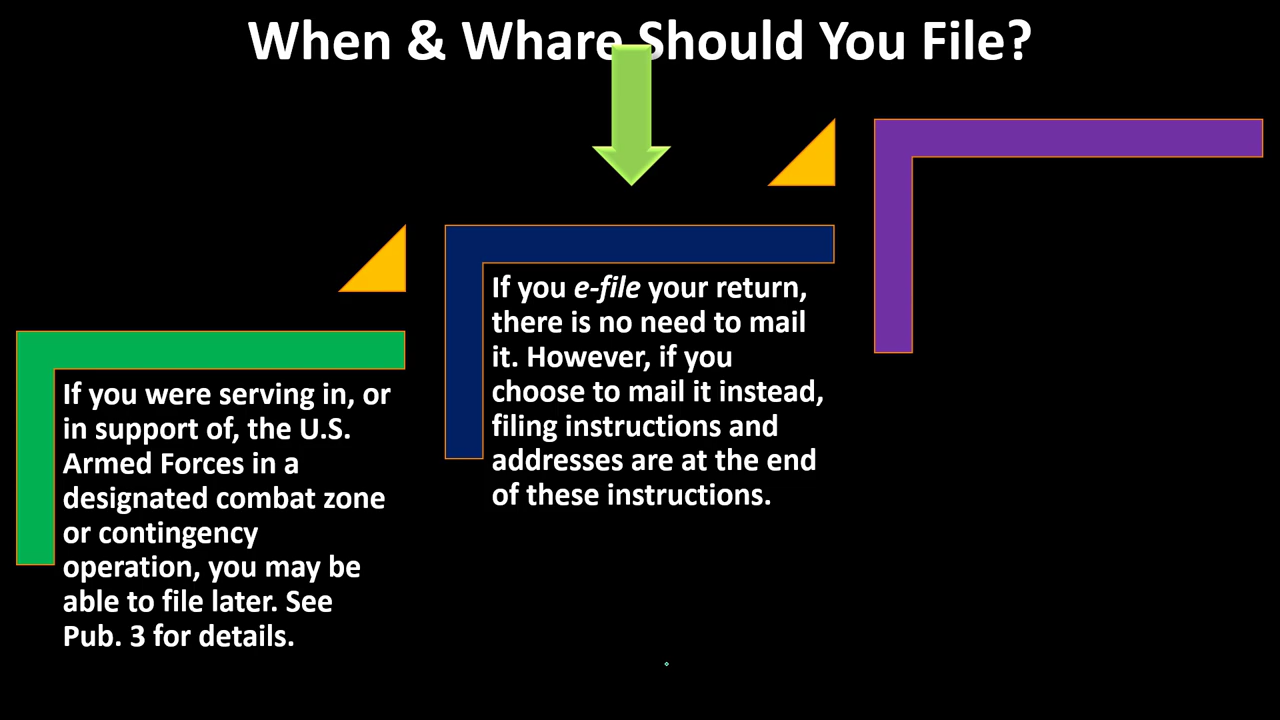 When & Whare Should You File?
If you were serving in, or
in support of, the U.S.
Armed Forces in a
designated combat zone
or contingency
operation, you may be
able to file later. See
Pub. 3 for details.
If you e-file your return,
there is no need to mail
it. However, if you
choose to mail it instead,
filing instructions and
addresses are at the end
of these instructions.